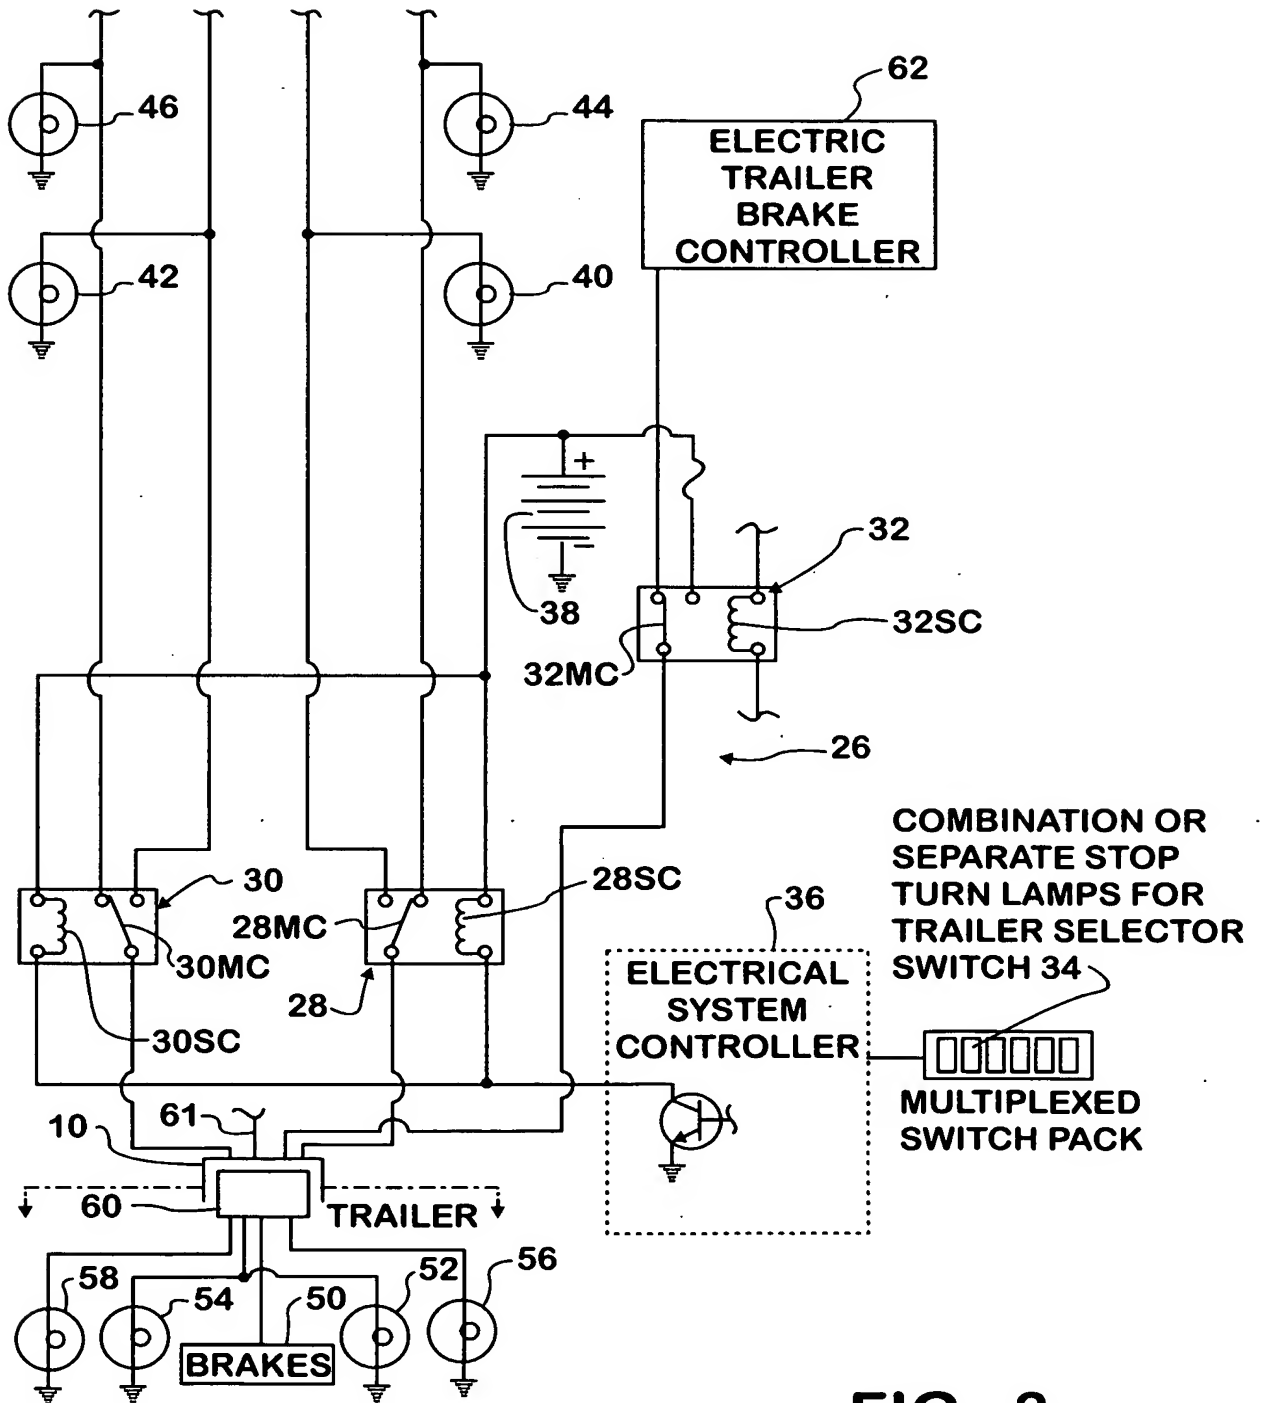 46
44
62
ELECTRIC
TRAILER
BRAKE
CONTROLLER
42
40
+
32
38
−
32SC
32MC
26
COMBINATION OR
SEPARATE STOP
TURN LAMPS FOR
TRAILER SELECTOR
SWITCH 34
30
28SC
28MC
36
30MC
28
ELECTRICAL
SYSTEM
CONTROLLER
30SC
MULTIPLEXED
SWITCH PACK
61
10
60
TRAILER
58
54
50
52
56
BRAKES